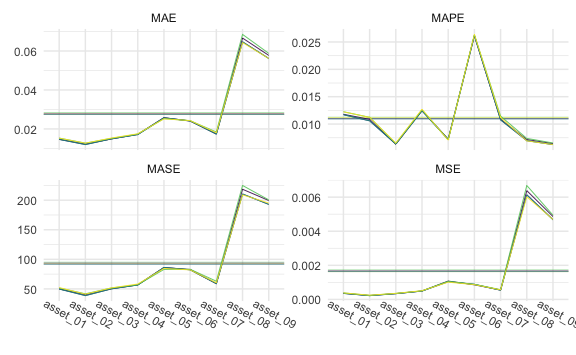 MAE
0.06
0.04
0.02
MAPE
0.025
0.020
0.015
0.010
MASE
200
150
100
50
asset_01
asset_02
asset_03
asset_04
asset_05
asset_06
asset_07
asset_08
asset_09
MSE
0.006
0.004
0.002
0.000
asset_01
asset_02
asset_03
asset_04
asset_05
asset_06
asset_07
asset_08
asset_09